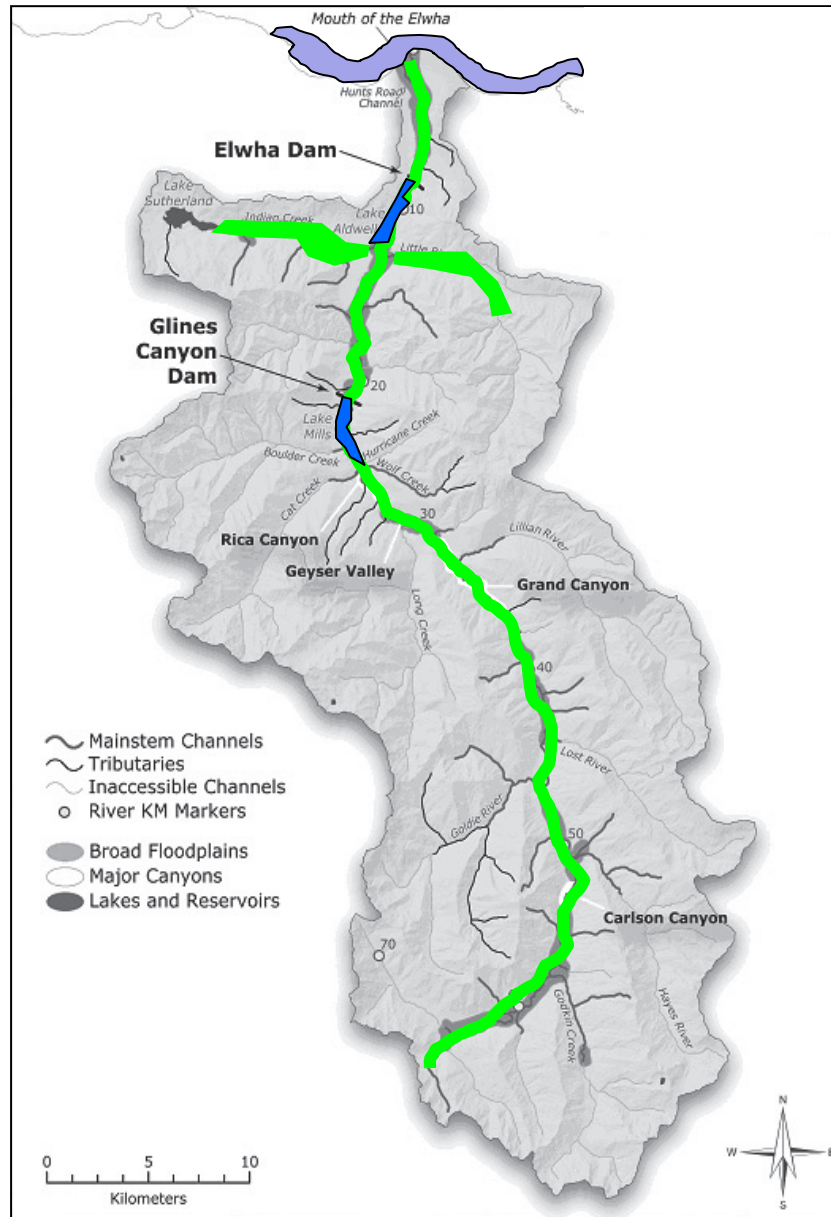 Mouth of the Elwha
Hunts Road
Channel
Elwha Dam
Lake
Sutherland
Indian Creek
Lake
Aldwell
10
Little
Glines
Canyon
Dam
20
Lake
Mills
Hurricane Creek
Boulder Creek
Wolf Creek
Cat Creek
30
Rica Canyon
Lillian River
Geyser Valley
Grand Canyon
Long Creek
40
Mainstem Channels
Tributaries
Inaccessible Channels
River KM Markers
Lost River
Goldie River
50
Broad Floodplains
Major Canyons
Lakes and Reservoirs
Carlson Canyon
70
Godkin Creek
Hayes River
N
W
E
S
0 5 10
Kilometers